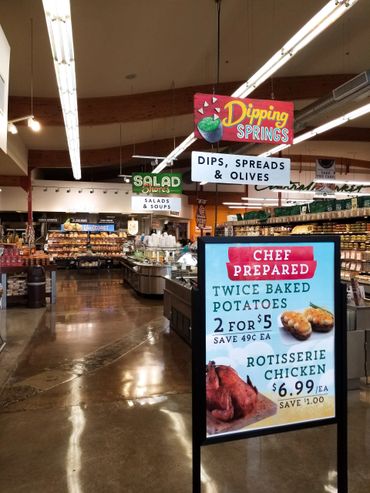 Dipping
SPRINGS
DIPS, SPREADS
& OLIVES
SALAD
Shores
SALADS
& SOUPS
CHEF
PREPARED
TWICE BAKED
POTATOES
2 FOR $5
SAVE 49¢ EA
ROTISSERIE
CHICKEN
$6.99/EA
SAVE $1.00